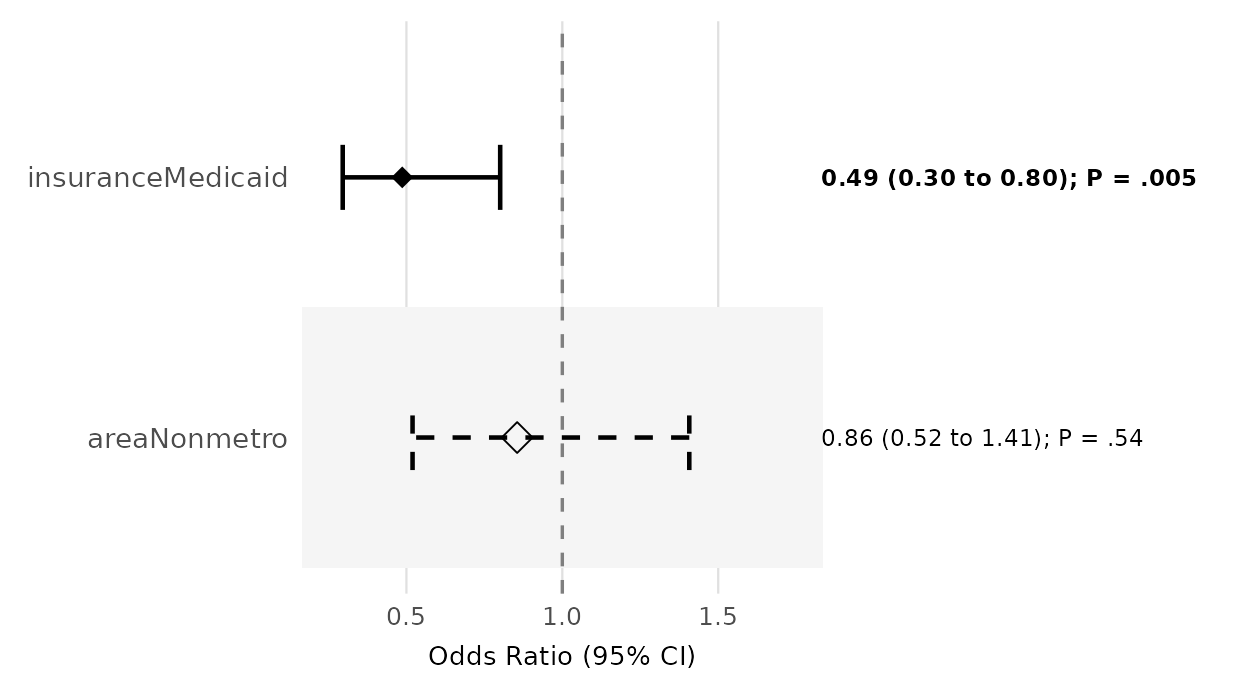 insuranceMedicaid 0.49 (0.30 to 0.80); P = .005
areaNonmetro 0.86 (0.52 to 1.41); P = .54
0.5 1.0 1.5
Odds Ratio (95% CI)